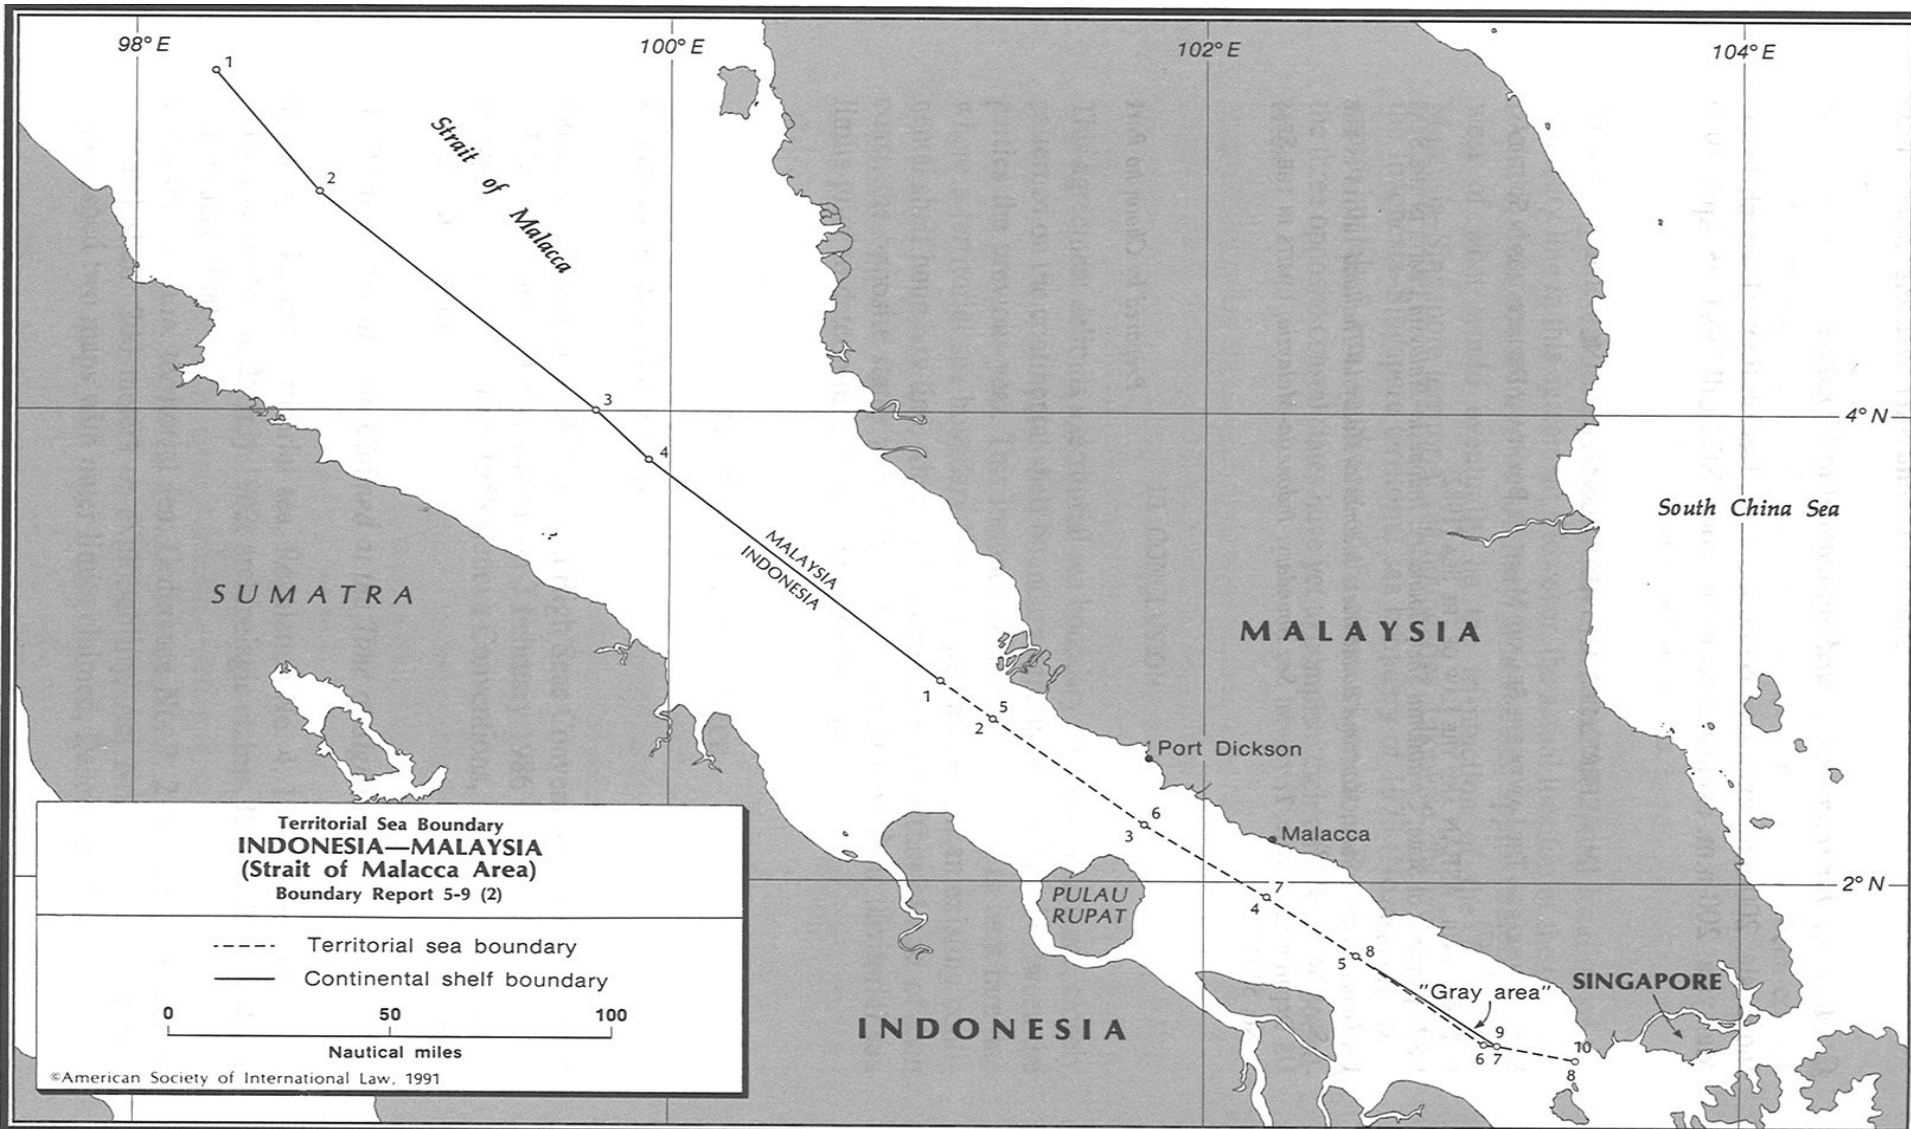 98° E
100° E
102° E
104° E
1
2
Strait of Malacca
3
4
4° N
South China Sea
MALAYSIA
INDONESIA
SUMATRA
MALAYSIA
1
5
2
Port Dickson
6
3
Malacca
7
4
2° N
PULAU
RUPAT
8
5
"Gray area"
SINGAPORE
INDONESIA
9
10
6
7
8
Territorial Sea Boundary
INDONESIA—MALAYSIA
(Strait of Malacca Area)
Boundary Report 5-9 (2)
Territorial sea boundary
Continental shelf boundary
0 50 100
Nautical miles
©American Society of International Law, 1991